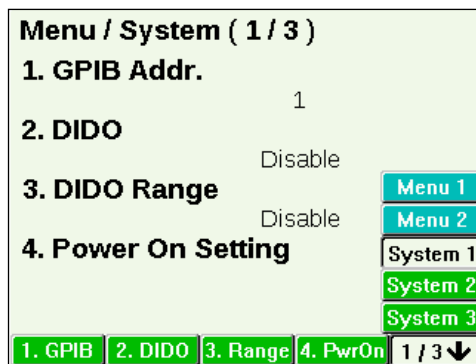 Menu / System ( 1 / 3 )
1. GPIB Addr.
1
2. DIDO
Disable
3. DIDO Range
Disable
4. Power On Setting
Menu 1
Menu 2
System 1
System 2
System 3
1. GPIB 2. DIDO 3. Range 4. PwrOn 1 / 3